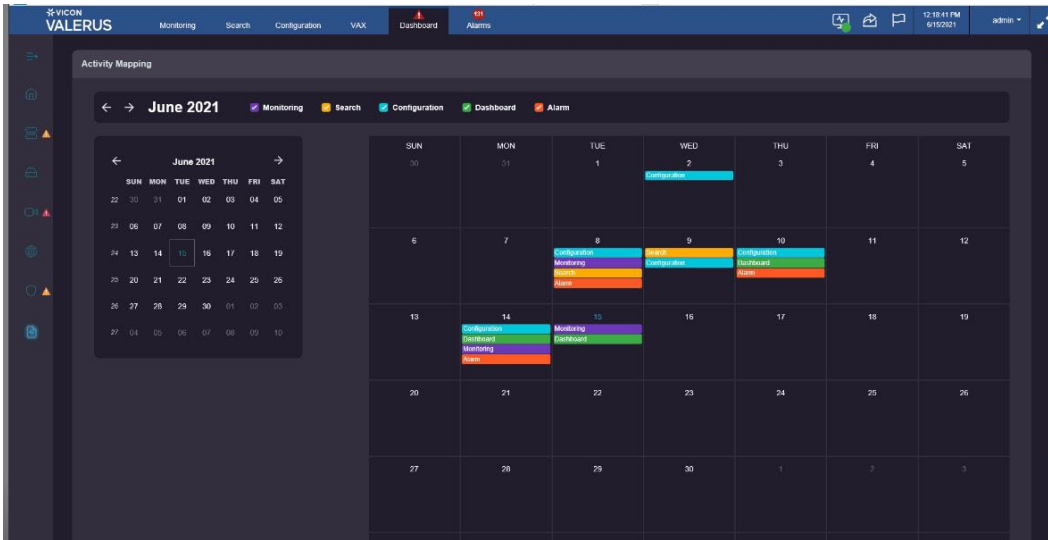 VICON
VALERUS Monitoring Search Configuration VAX Dashboard 131 Alarms 12:18:41 PM 6/15/2021 admin
Activity Mapping
June 2021 Monitoring Search Configuration Dashboard Alarm
June 2021
SUN MON TUE WED THU FRI SAT
22 30 31 01 02 03 04 05
23 06 07 08 09 10 11 12
24 13 14 15 16 17 18 19
25 20 21 22 23 24 25 26
26 27 28 29 30 01 02 03
27 04 05 06 07 08 09 10
SUN MON TUE WED THU FRI SAT
30 31 1 2 3 4 5
Configuration
6 7 8 9 10 11 12
Configuration Search Configuration
Monitoring Configuration Dashboard
Search Alarm
Alarm
13 14 15 16 17 18 19
Configuration Monitoring
Dashboard Dashboard
Monitoring
Alarm
20 21 22 23 24 25 26
27 28 29 30 1 2 3